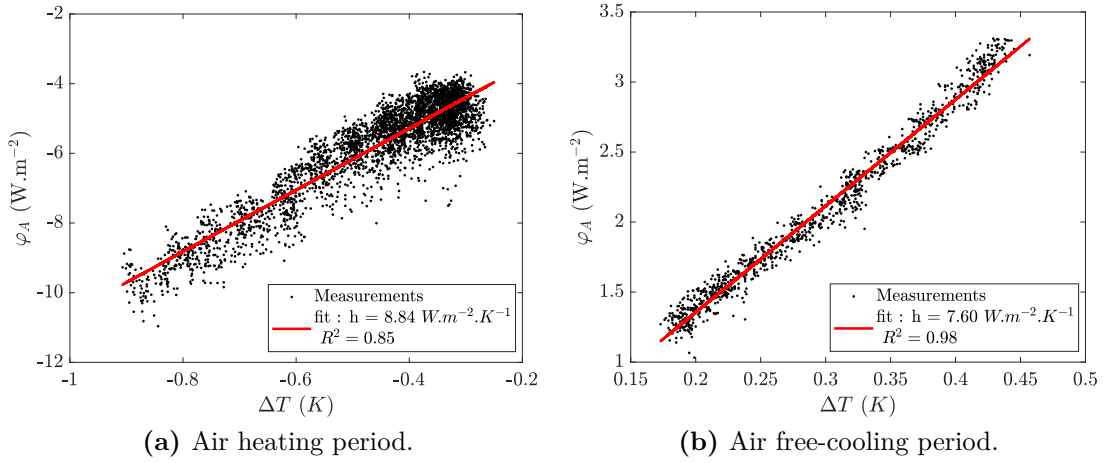 -2
-4
-6
-8
-10
-12
φ_A (W.m⁻²)
-1
-0.8
-0.6
-0.4
-0.2
ΔT (K)
Measurements
fit : h = 8.84 W.m⁻².K⁻¹
R² = 0.85
(a) Air heating period.
3.5
3
2.5
2
1.5
1
φ_A (W.m⁻²)
0.15
0.2
0.25
0.3
0.35
0.4
0.45
0.5
ΔT (K)
Measurements
fit : h = 7.60 W.m⁻².K⁻¹
R² = 0.98
(b) Air free-cooling period.